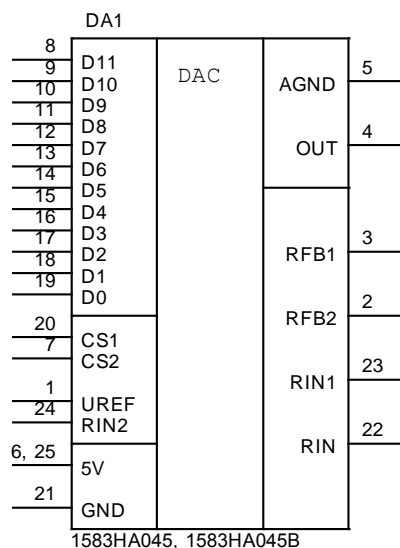 DA1
8 D11
9 D10
10 D9
11 D8
12 D7
13 D6
14 D5
15 D4
16 D3
17 D2
18 D1
19 D0
20 CS1
7 CS2
1 UREF
24 RIN2
6, 25 5V
21 GND
DAC
AGND 5
OUT 4
RFB1 3
RFB2 2
RIN1 23
RIN 22
1583HA045, 1583HA045B